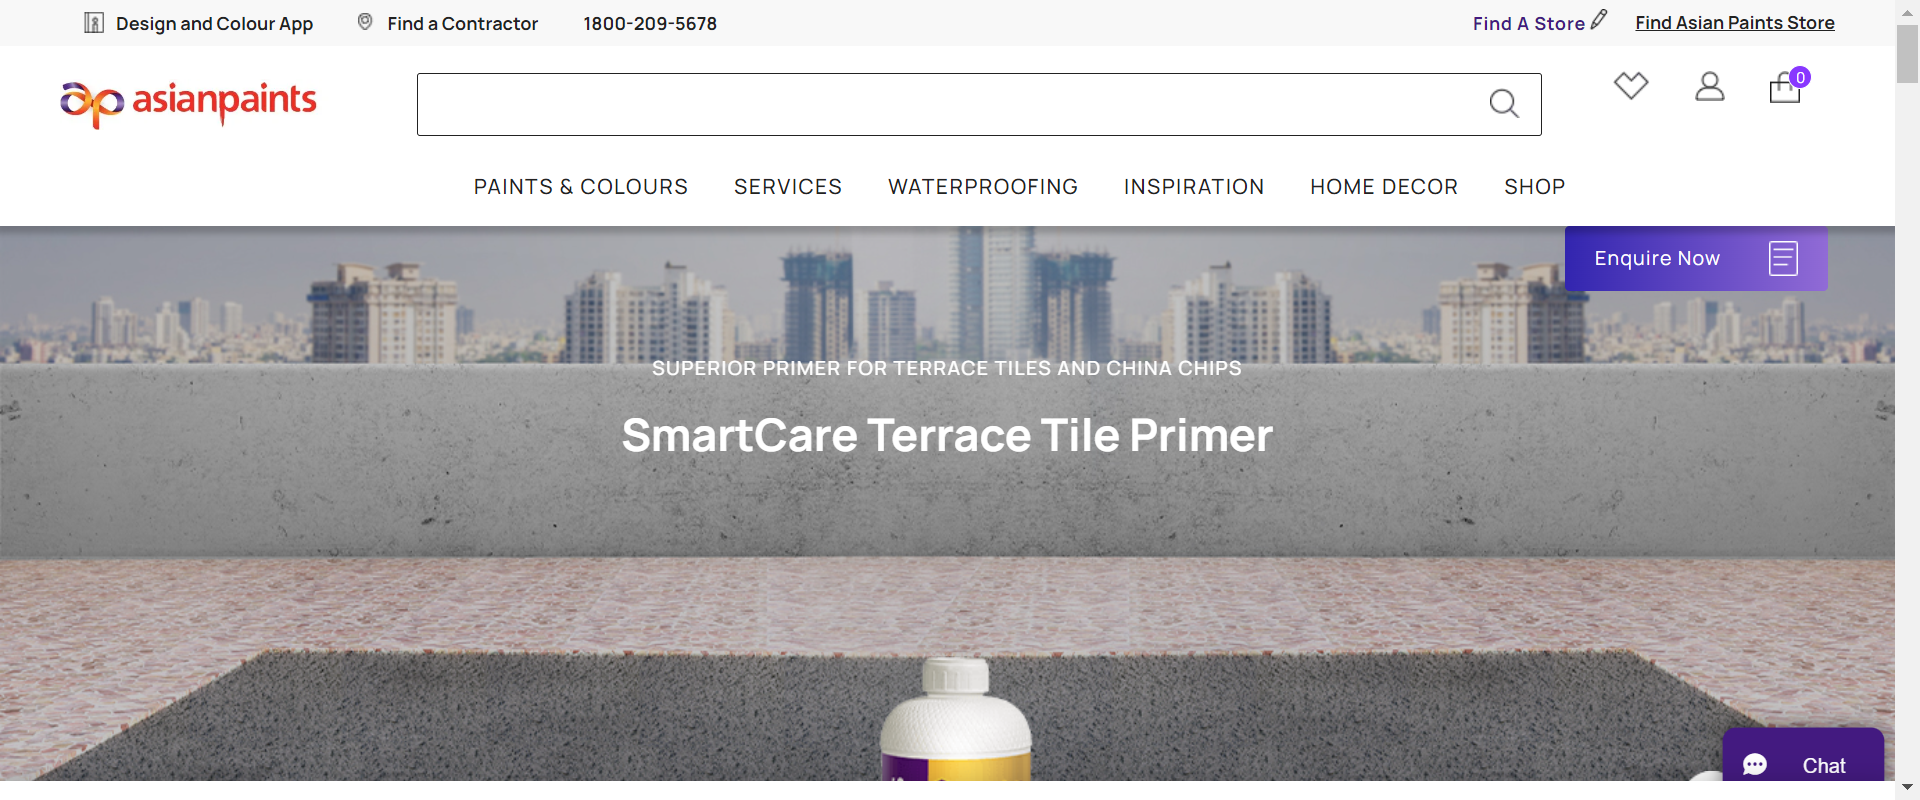 Design and Colour App
Find a Contractor
1800-209-5678
Find A Store
Find Asian Paints Store
asianpaints
0
PAINTS & COLOURS
SERVICES
WATERPROOFING
INSPIRATION
HOME DECOR
SHOP
Enquire Now
SUPERIOR PRIMER FOR TERRACE TILES AND CHINA CHIPS
SmartCare Terrace Tile Primer
Chat